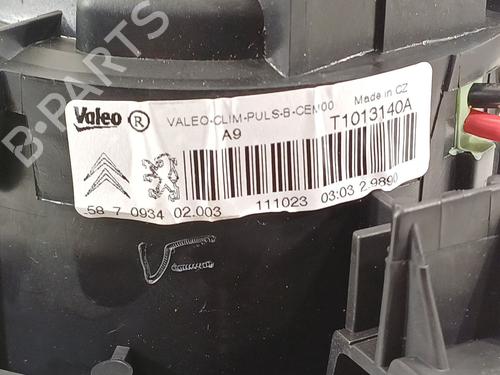 B-PARTS
Valeo ® VALEO-CLIM-PULS-B-CEM00 Made in CZ
A9 T1013140A
58 7 0934 02.003 111023 03:03 2 9890